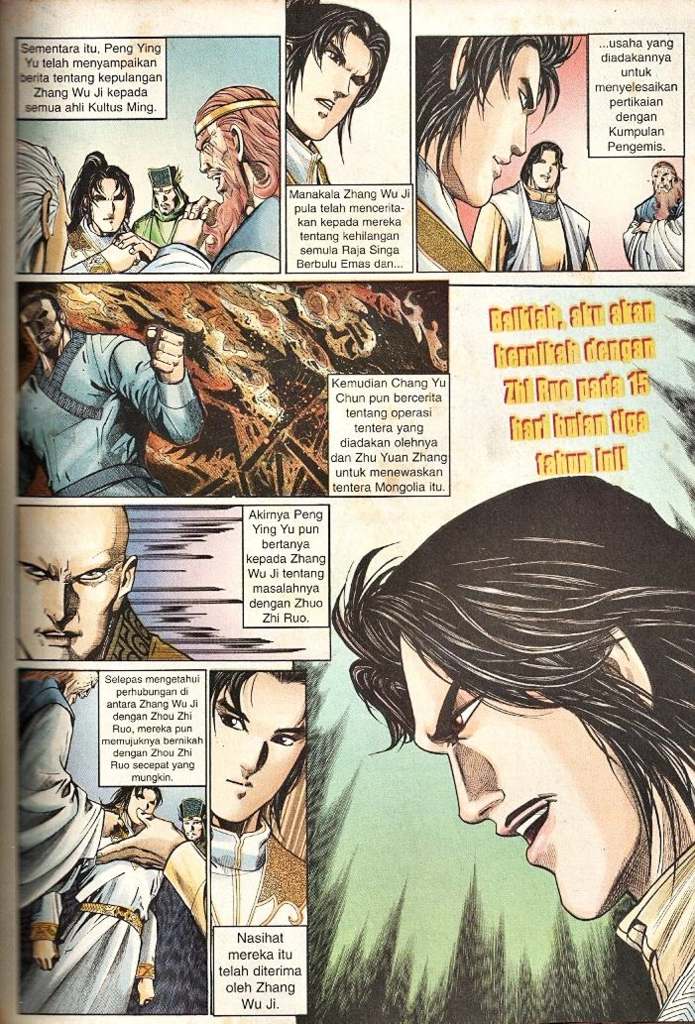 Sementara itu, Peng Ying
Yu telah menyampaikan
berita tentang kepulangan
Zhang Wu Ji kepada
semua ahli Kultus Ming.
Manakala Zhang Wu Ji
pula telah mencerita-
kan kepada mereka
tentang kehilangan
semula Raja Singa
Berbulu Emas dan...
...usaha yang
diadakannya
untuk
menyelesaikan
pertikaian
dengan
Kumpulan
Pengemis.
Kemudian Chang Yu
Chun pun bercerita
tentang operasi
tentera yang
diadakan olehnya
dan Zhu Yuan Zhang
untuk menewaskan
tentera Mongolia itu.
Baiklah, aku akan
bernikah dengan
Zhi Ruo pada 15
hari bulan tiga
tahun ini!
Akirnya Peng
Ying Yu pun
bertanya
kepada Zhang
Wu Ji tentang
masalahnya
dengan Zhuo
Zhi Ruo.
Selepas mengetahui
perhubungan di
antara Zhang Wu Ji
dengan Zhou Zhi
Ruo, mereka pun
memujuknya bernikah
dengan Zhou Zhi
Ruo secepat yang
mungkin.
Nasihat
mereka itu
telah diterima
oleh Zhang
Wu Ji.